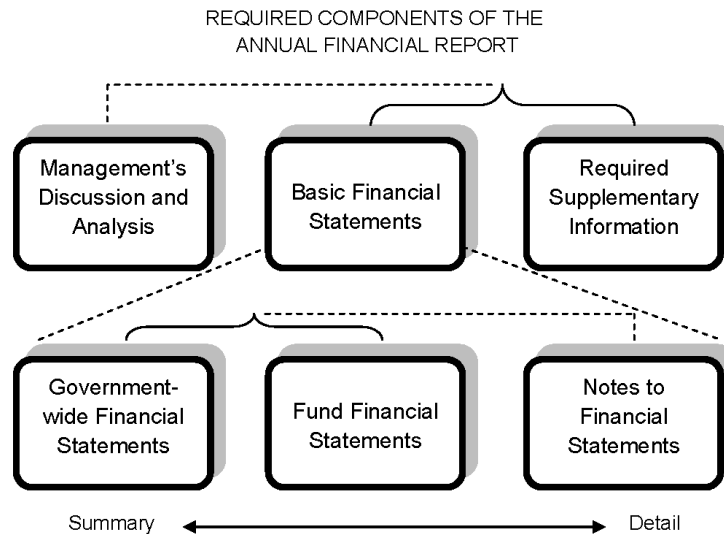 REQUIRED COMPONENTS OF THE
ANNUAL FINANCIAL REPORT
Management's
Discussion and
Analysis
Basic Financial
Statements
Required
Supplementary
Information
Government-
wide Financial
Statements
Fund Financial
Statements
Notes to
Financial
Statements
Summary
Detail